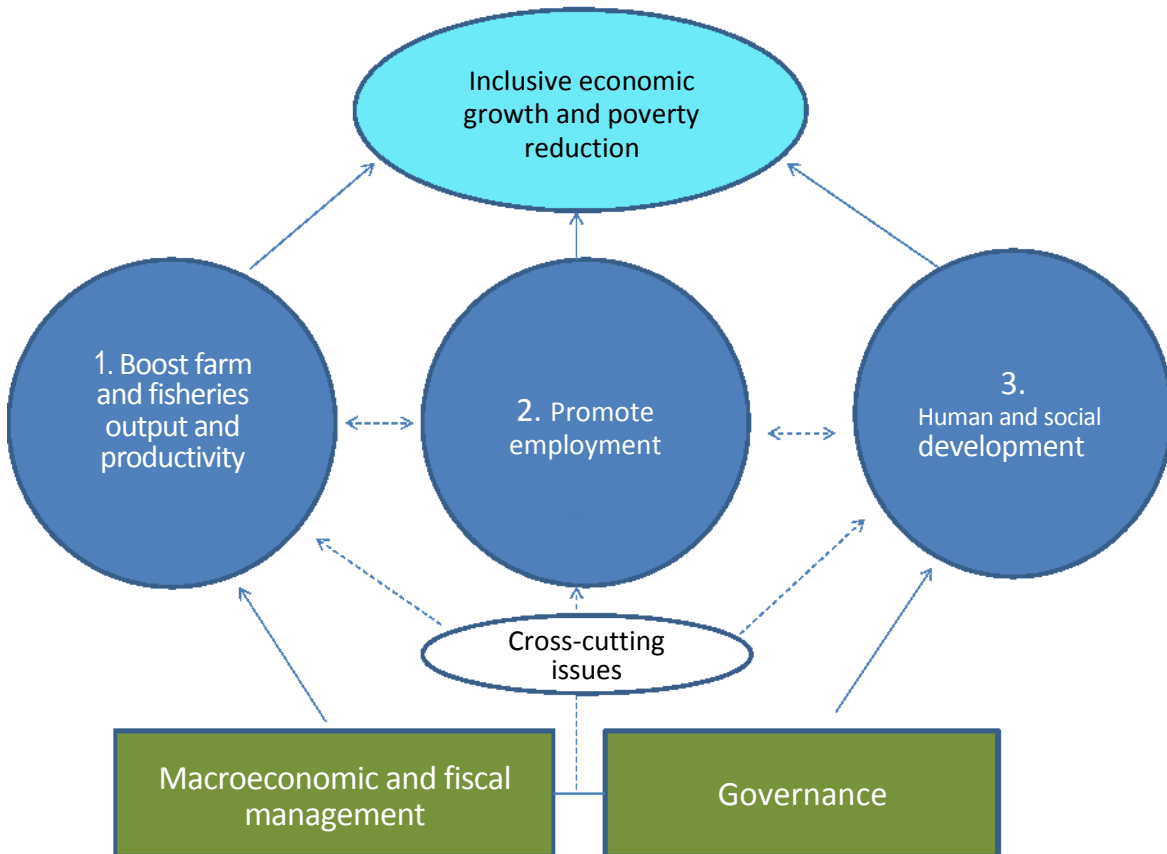 Inclusive economic
growth and poverty
reduction
1. Boost farm
and fisheries
output and
productivity
2. Promote
employment
3.
Human and social
development
Cross-cutting
issues
Macroeconomic and fiscal
management
Governance